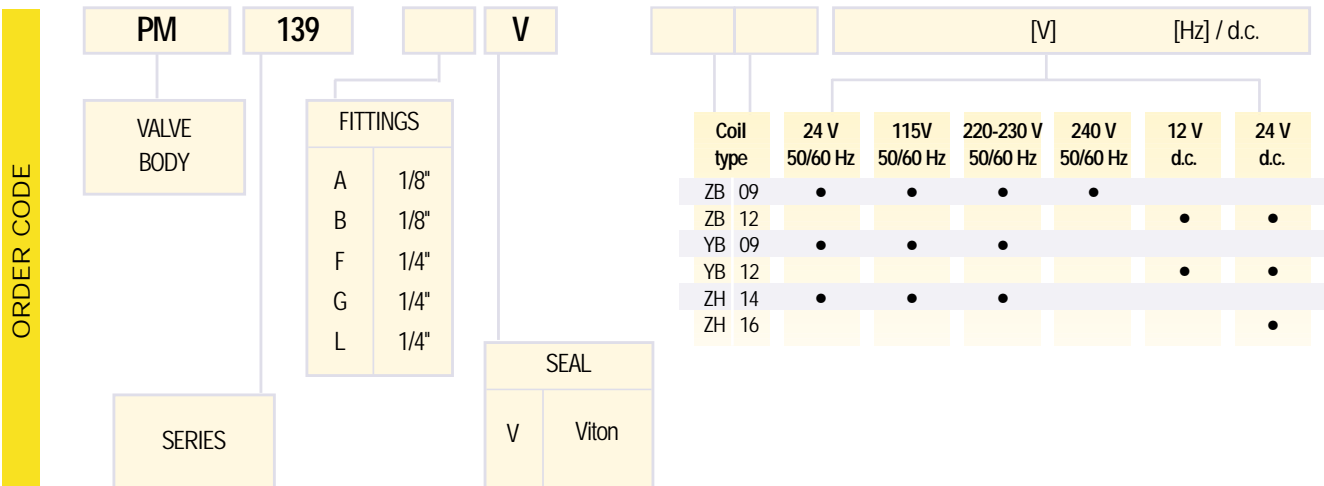 ORDER CODE
PM 139 V [V] [Hz] / d.c.
VALVE
BODY
FITTINGS
A 1/8"
B 1/8"
F 1/4"
G 1/4"
L 1/4"
SERIES
SEAL
V Viton
Coil type 24 V 50/60 Hz 115V 50/60 Hz 220-230 V 50/60 Hz 240 V 50/60 Hz 12 V d.c. 24 V d.c.
ZB 09 ● ● ● ●
ZB 12 ● ●
YB 09 ● ● ●
YB 12 ● ●
ZH 14 ● ● ●
ZH 16 ●